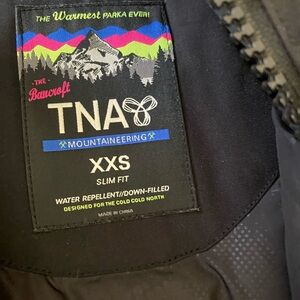 THE Warmest PARKA EVER!
-THE-
Bancroft
TNA
MOUNTAINEERING
XXS
SLIM FIT
WATER REPELLENT//DOWN-FILLED
DESIGNED FOR THE COLD COLD NORTH
MADE IN CHINA